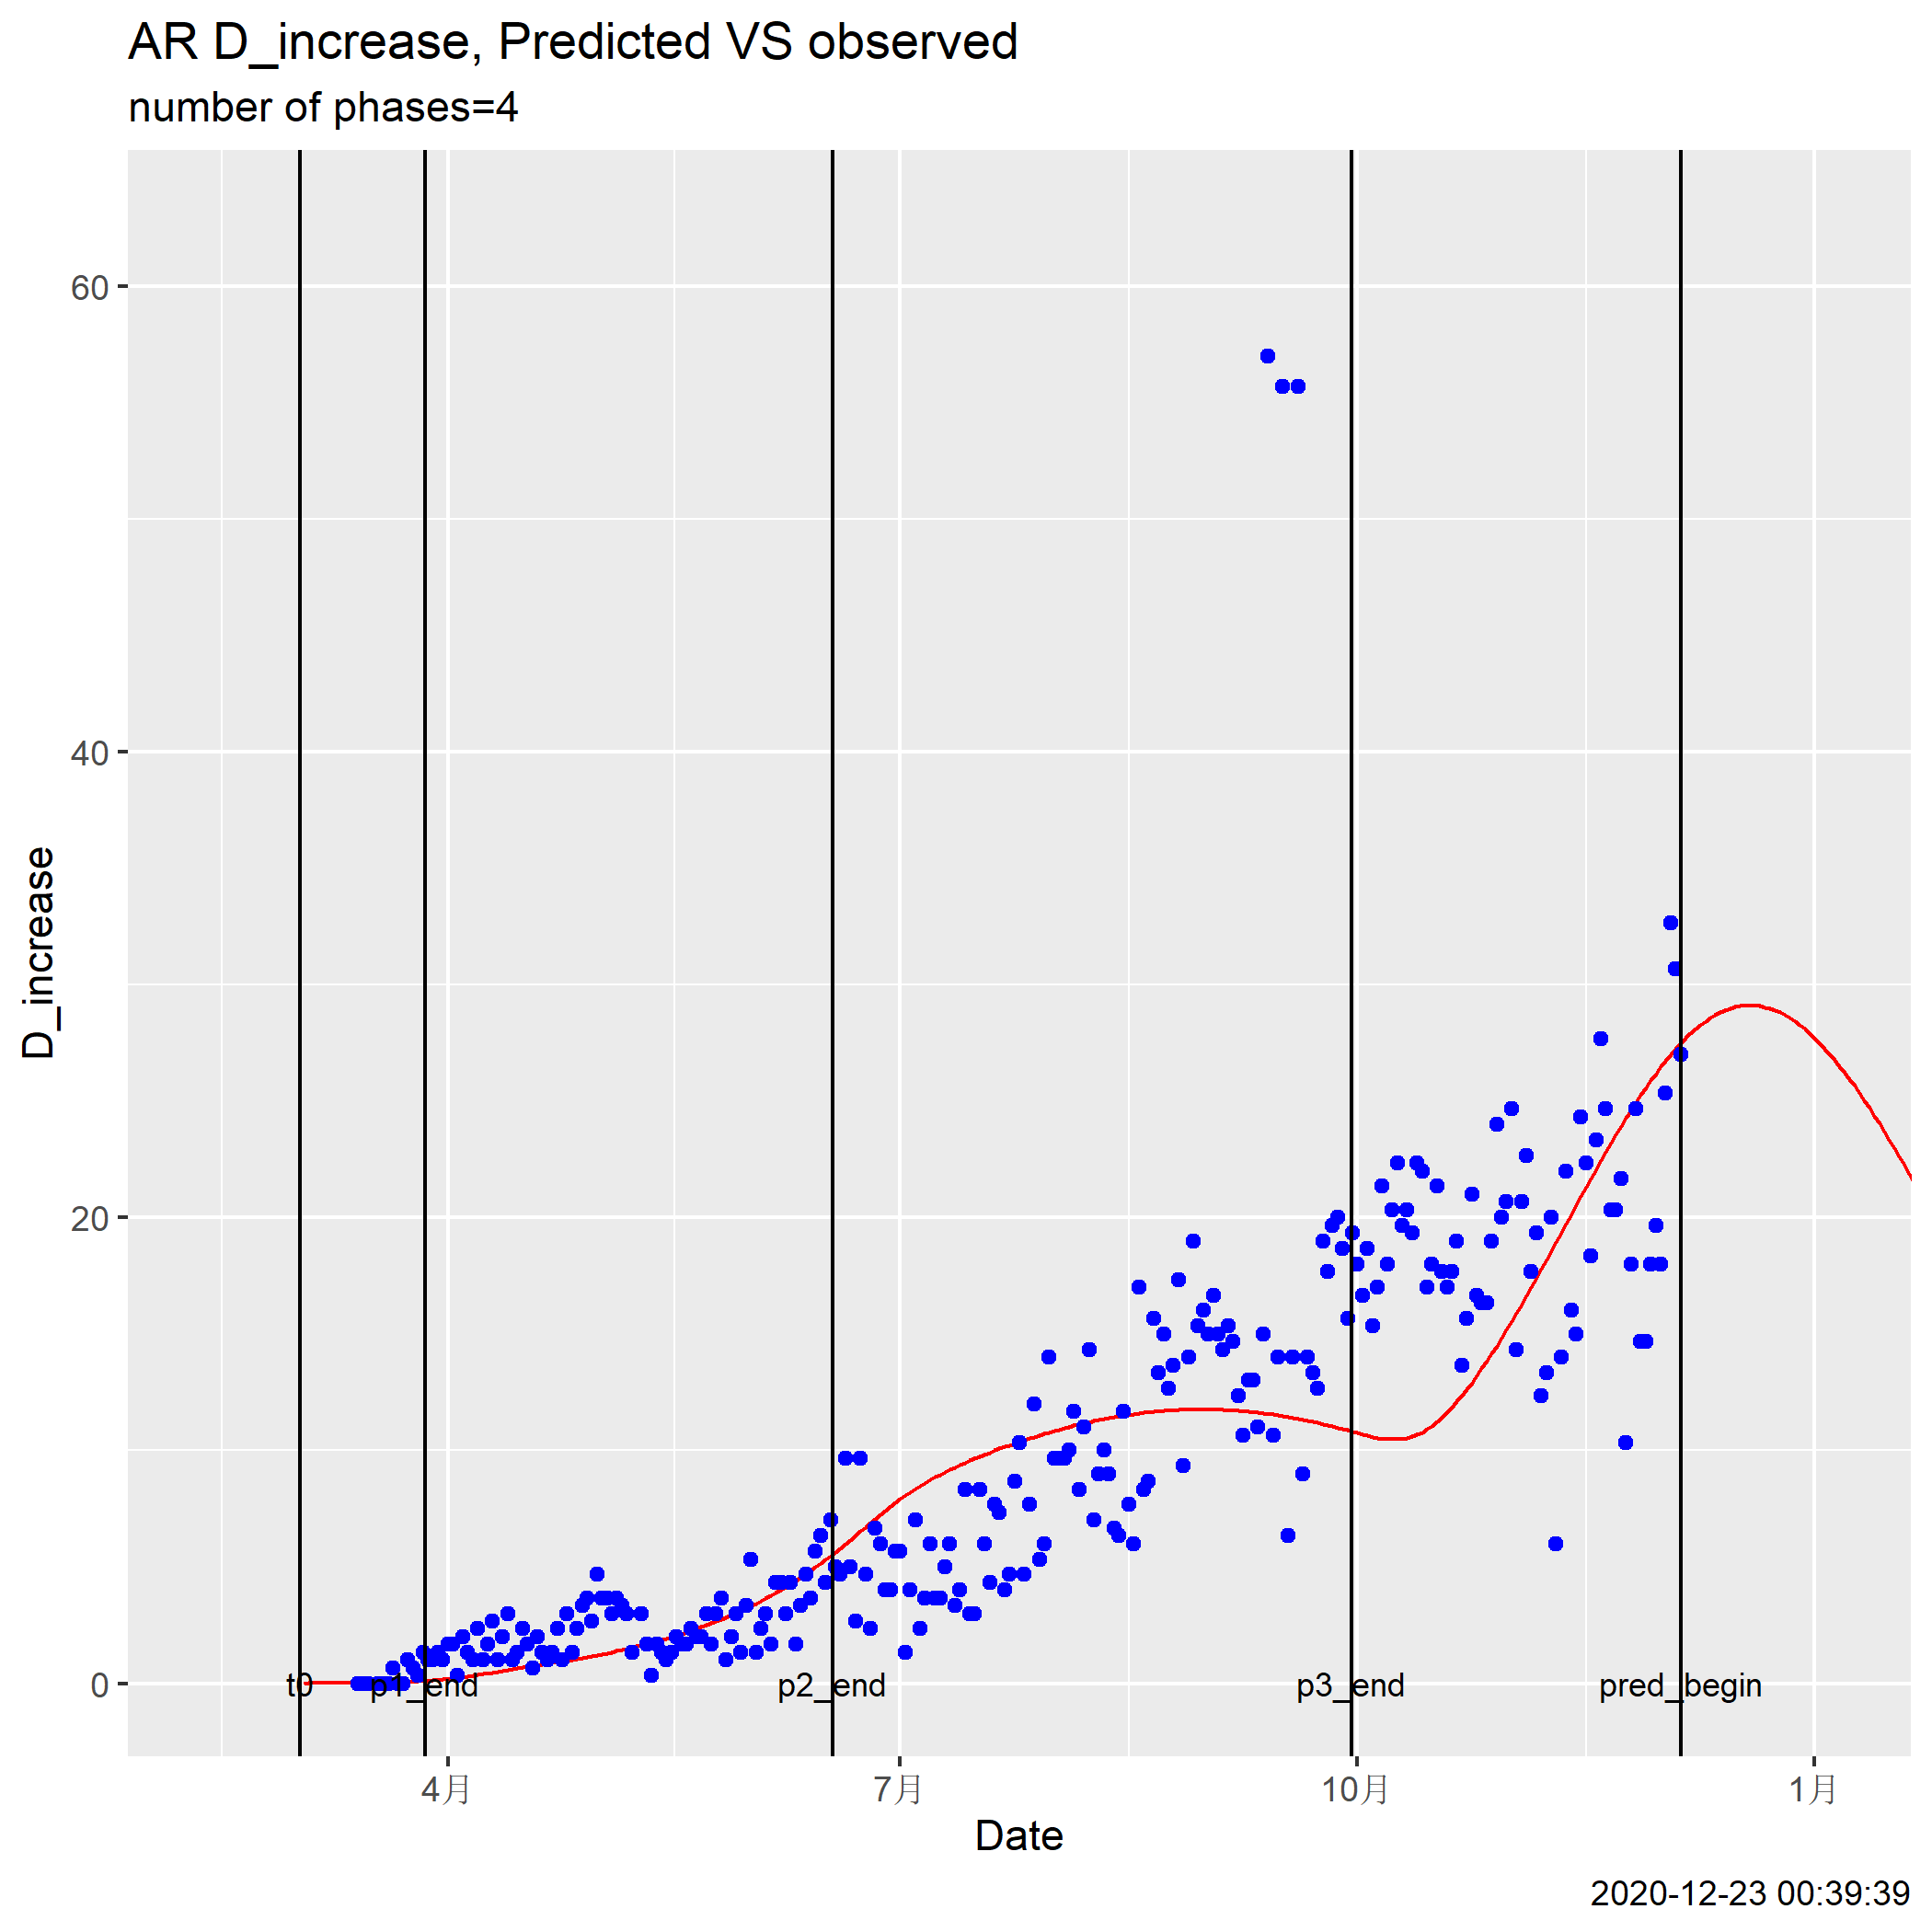 AR D_increase, Predicted VS observed
number of phases=4
D_increase
60
40
20
0
t0
p1_end
p2_end
p3_end
pred_begin
4月
7月
10月
1月
Date
2020-12-23 00:39:39